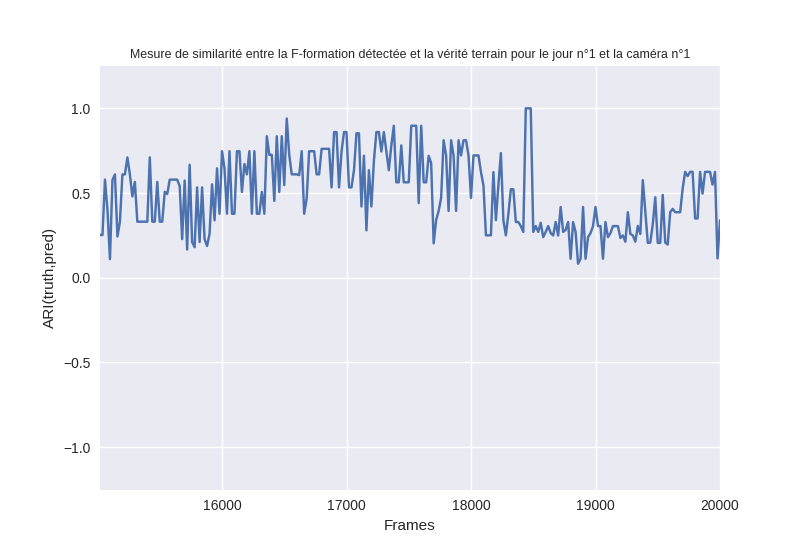 Mesure de similarité entre la F-formation détectée et la vérité terrain pour le jour n°1 et la caméra n°1
1.0
0.5
0.0
−0.5
−1.0
ARI(truth,pred)
16000 17000 18000 19000 20000
Frames